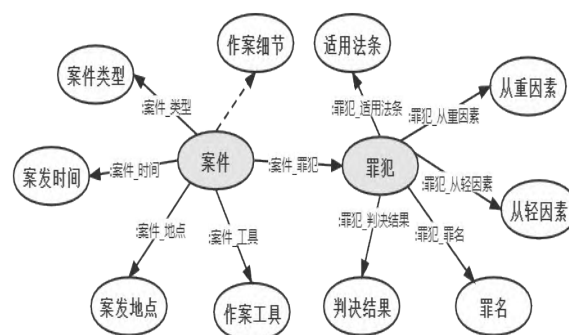 作案细节
适用法条
案件类型
从重因素
:案件_类型
:罪犯_适用法条
:罪犯_从重因素
案发时间
:案件_时间
案件
:案件_罪犯
罪犯
:罪犯_从轻因素
从轻因素
:案件_地点
:案件_工具
:罪犯_判决结果
:罪犯_罪名
案发地点
作案工具
判决结果
罪名